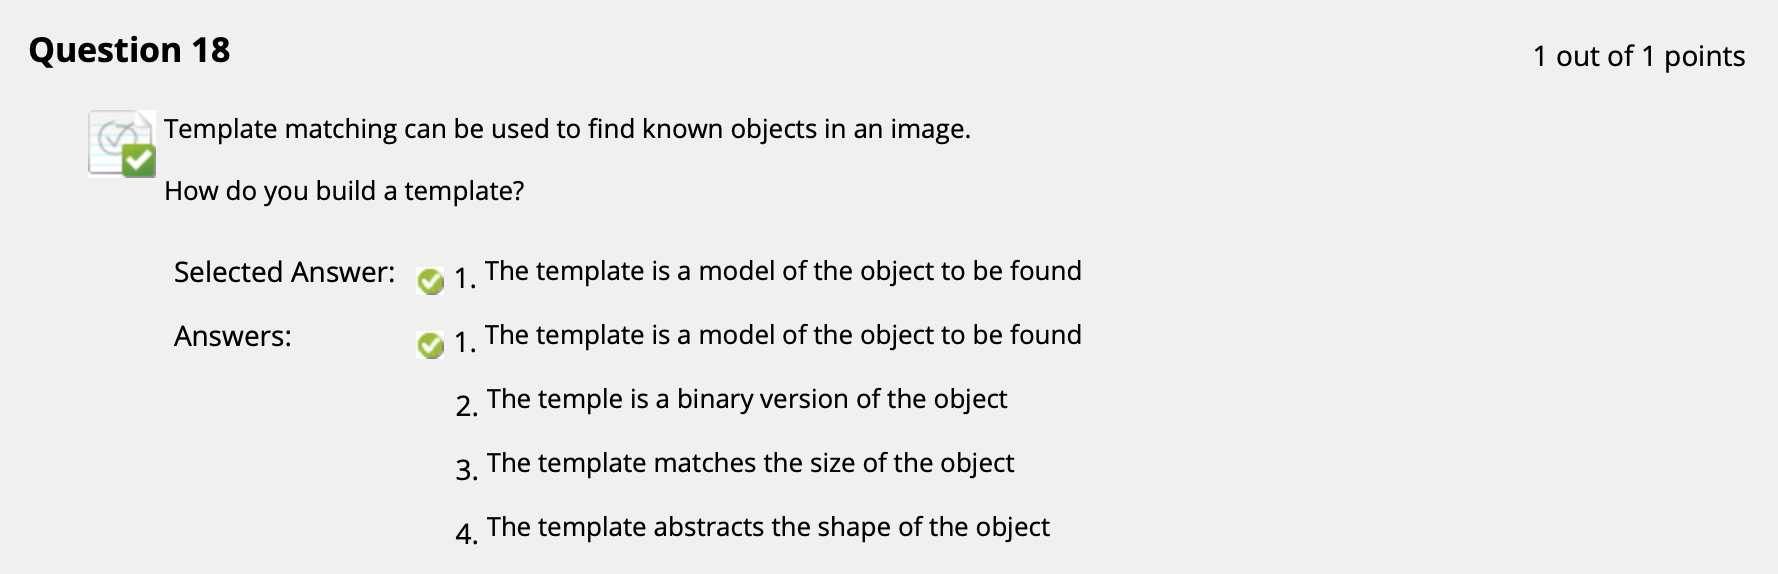 Question 18
1 out of 1 points
Template matching can be used to find known objects in an image.
How do you build a template?
Selected Answer: 1. The template is a model of the object to be found
Answers: 1. The template is a model of the object to be found
2. The temple is a binary version of the object
3. The template matches the size of the object
4. The template abstracts the shape of the object